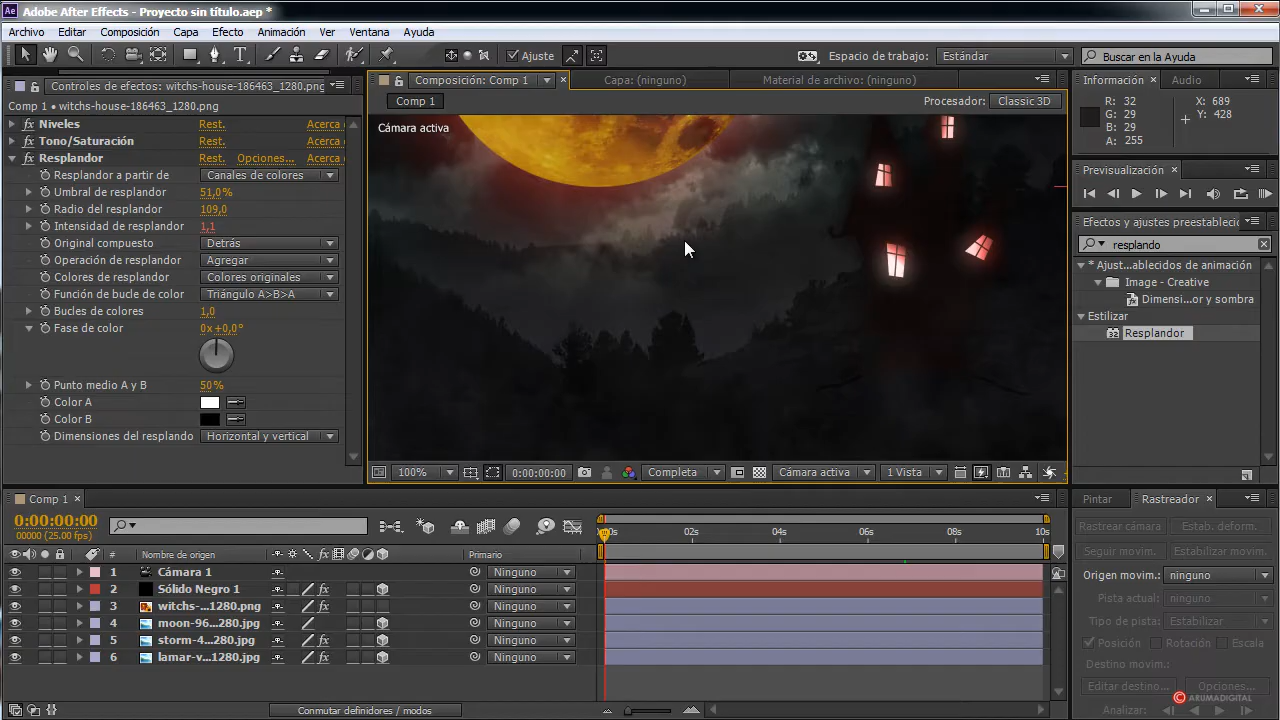 Adobe After Effects - Proyecto sin título.aep *
Archivo Editar Composición Capa Efecto Animación Ver Ventana Ayuda
Ajuste Espacio de trabajo: Estándar Buscar en la Ayuda
Controles de efectos: witchs-house-186463_1280.png
Comp 1 • witchs-house-186463_1280.png
Niveles Rest. Acerca
Tono/Saturación Rest. Acerca
Resplandor Rest. Opciones... Acerca
Resplandor a partir de Canales de colores
Umbral de resplandor 51,0%
Radio del resplandor 109,0
Intensidad de resplandor 1,1
Original compuesto Detrás
Operación de resplandor Agregar
Colores de resplandor Colores originales
Función de bucle de color Triángulo A>B>A
Bucles de colores 1,0
Fase de color 0x+0,0°
Punto medio A y B 50%
Color A
Color B
Dimensiones del resplando Horizontal y vertical
Composición: Comp 1 Capa: (ninguno) Material de archivo: (ninguno)
Comp 1 Procesador: Classic 3D
Cámara activa
100% 0:00:00:00 Completa Cámara activa 1 Vista
Información Audio
R: 32 X: 689
G: 29 Y: 428
B: 29
A: 255
Previsualización
Efectos y ajustes preestableci
resplando
* Ajust...ablecidos de animación
Image - Creative
Dimensi...or y sombra
Estilizar
32
Resplandor
Comp 1
0:00:00:00
00000 (25.00 fps)
# Nombre de origen Primario
1 Cámara 1 Ninguno
2 Sólido Negro 1 Ninguno
3 witchs-...1280.png Ninguno
4 moon-96...280.jpg Ninguno
5 storm-4...280.jpg Ninguno
6 lamar-v...1280.jpg Ninguno
02s 04s 06s 08s 10s
Conmutar definidores / modos
Pintar Rastreador
Rastrear cámara Estab. deform.
Seguir movim. Estabilizar movim.
Origen movim.: ninguno
Pista actual: ninguno
Tipo de pista: Estabilizar
Posición Rotación Escala
Destino movim.:
Editar destino... Opciones...
Analizar:
© ARUMADIGITAL